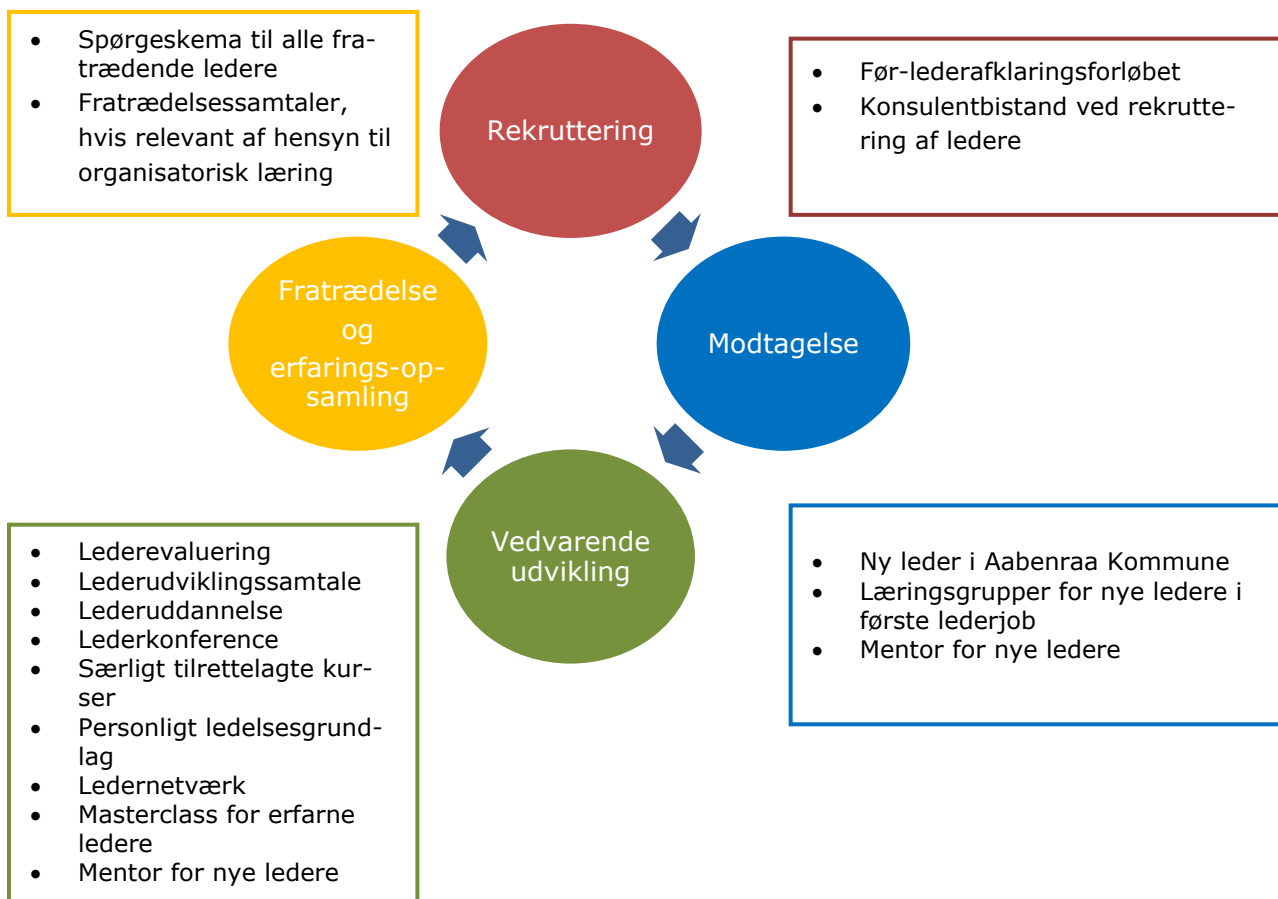 • Spørgeskema til alle fra-
trædende ledere
• Fratrædelsessamtaler,
hvis relevant af hensyn til
organisatorisk læring
Rekruttering
• Før-lederafklaringsforløbet
• Konsulentbistand ved rekrutte-
ring af ledere
Fratrædelse
og
erfarings-op-
samling
Modtagelse
Vedvarende
udvikling
• Lederevaluering
• Lederudviklingssamtale
• Lederuddannelse
• Lederkonference
• Særligt tilrettelagte kur-
ser
• Personligt ledelsesgrund-
lag
• Ledernetværk
• Masterclass for erfarne
ledere
• Mentor for nye ledere
• Ny leder i Aabenraa Kommune
• Læringsgrupper for nye ledere i
første lederjob
• Mentor for nye ledere